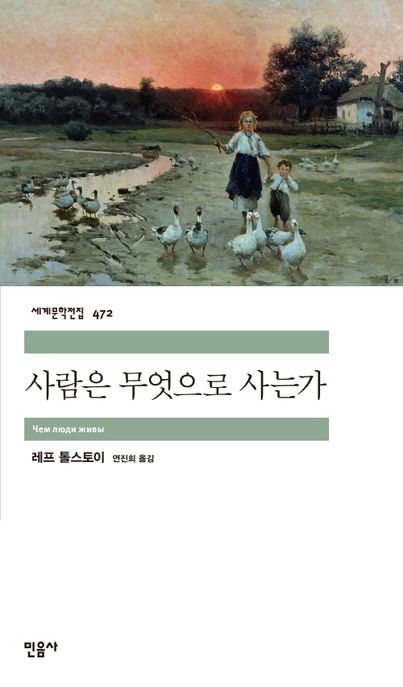 세계문학전집 472
사람은 무엇으로 사는가
Чем люди живы
레프 톨스토이 연진희 옮김
민음사